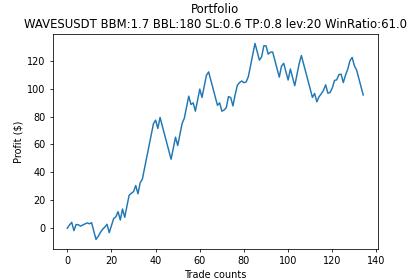 Portfolio
WAVESUSDT BBM:1.7 BBL:180 SL:0.6 TP:0.8 lev:20 WinRatio:61.0
120
100
80
60
40
20
0
Profit ($)
0 20 40 60 80 100 120 140
Trade counts